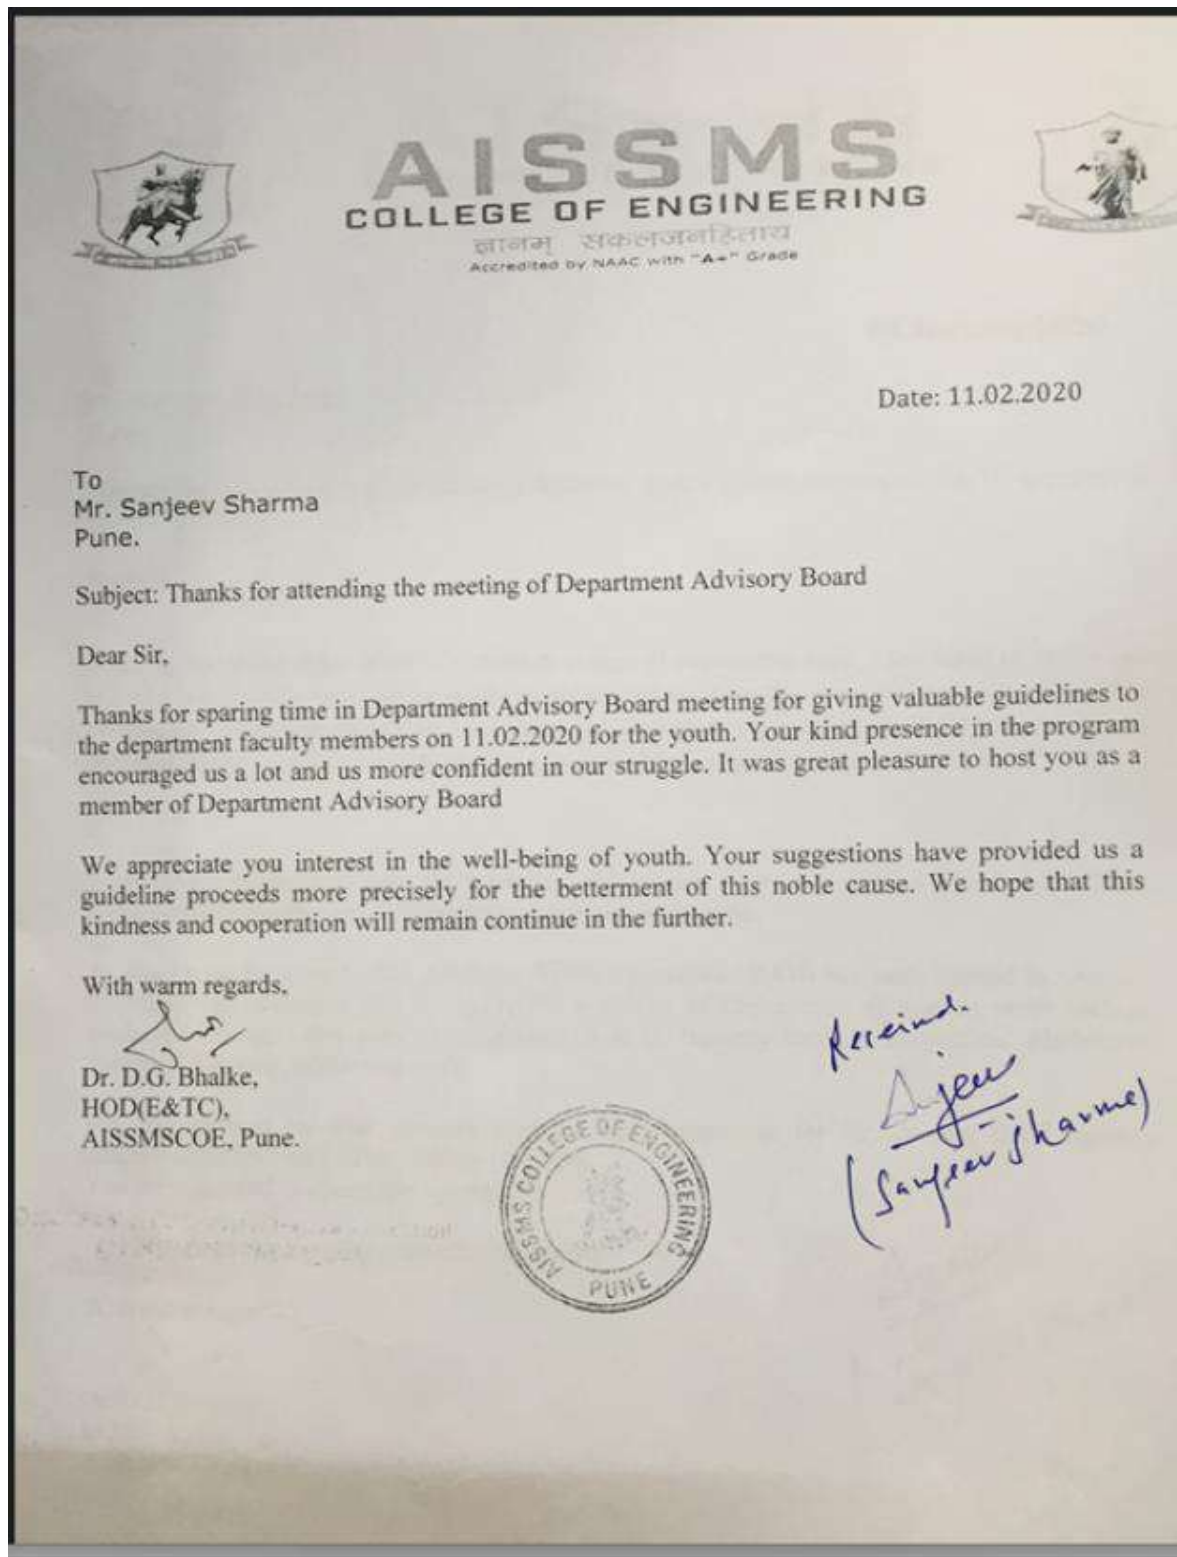 AISSMS
COLLEGE OF ENGINEERING
ज्ञानम् सकलजनहिताय
Accredited by NAAC with "A+" Grade
Date: 11.02.2020
To
Mr. Sanjeev Sharma
Pune.
Subject: Thanks for attending the meeting of Department Advisory Board
Dear Sir,
Thanks for sparing time in Department Advisory Board meeting for giving valuable guidelines to
the department faculty members on 11.02.2020 for the youth. Your kind presence in the program
encouraged us a lot and us more confident in our struggle. It was great pleasure to host you as a
member of Department Advisory Board
We appreciate you interest in the well-being of youth. Your suggestions have provided us a
guideline proceeds more precisely for the betterment of this noble cause. We hope that this
kindness and cooperation will remain continue in the further.
With warm regards,
Dr. D.G. Bhalke,
HOD(E&TC),
AISSMSCOE, Pune.
Received.
(Sanjeev Sharma)
AISSMS COLLEGE OF ENGINEERING
PUNE